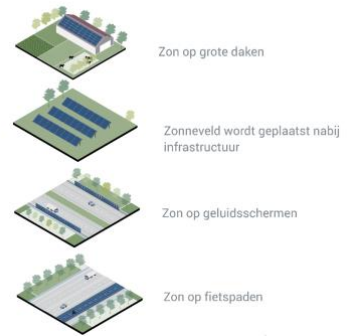 Zon op grote daken
Zonneveld wordt geplaatst nabij
infrastructuur
Zon op geluidsschermen
Zon op fietspaden